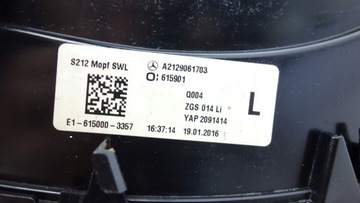 S212 Mopf SWL
A2129061703
O: 615901
Q004
ZGS 014 Li
YAP 2091414
L
E1-615000-3357
16:37:14 19.01.2016